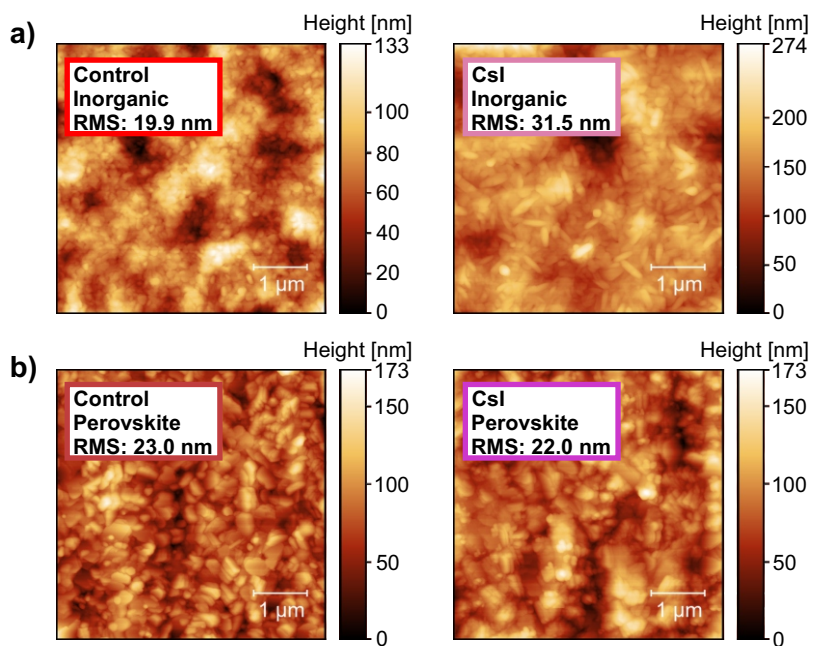 a)
Height [nm]
Control
Inorganic
RMS: 19.9 nm
133
100
80
60
40
20
0
1 µm
Height [nm]
CsI
Inorganic
RMS: 31.5 nm
274
200
150
100
50
0
1 µm
b)
Height [nm]
Control
Perovskite
RMS: 23.0 nm
173
150
100
50
0
1 µm
Height [nm]
CsI
Perovskite
RMS: 22.0 nm
173
150
100
50
0
1 µm